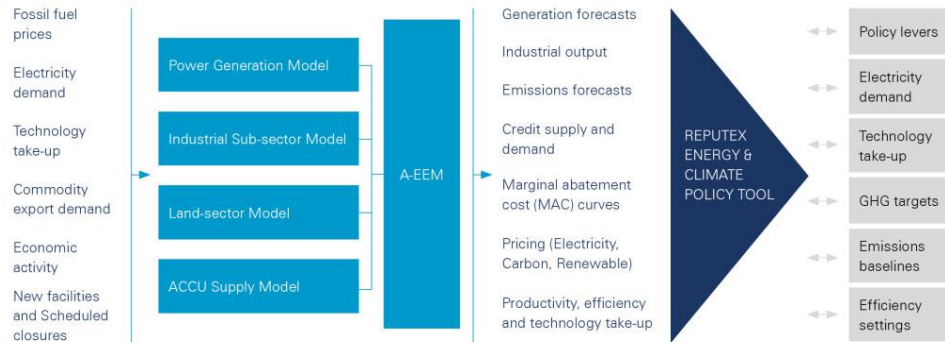 Fossil fuel
prices
Electricity
demand
Technology
take-up
Commodity
export demand
Economic
activity
New facilities
and Scheduled
closures
Power Generation Model
Industrial Sub-sector Model
Land-sector Model
ACCU Supply Model
A-EEM
Generation forecasts
Industrial output
Emissions forecasts
Credit supply and
demand
Marginal abatement
cost (MAC) curves
Pricing (Electricity,
Carbon, Renewable)
Productivity, efficiency
and technology take-up
REPUTEX
ENERGY &
CLIMATE
POLICY TOOL
Policy levers
Electricity
demand
Technology
take-up
GHG targets
Emissions
baselines
Efficiency
settings